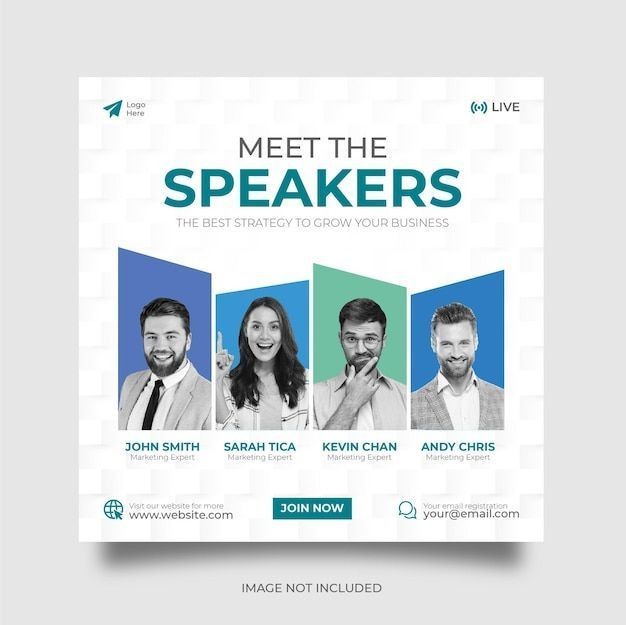 Logo
Here
LIVE
MEET THE
SPEAKERS
THE BEST STRATEGY TO GROW YOUR BUSINESS
JOHN SMITH
Marketing Expert
SARAH TICA
Marketing Expert
KEVIN CHAN
Marketing Expert
ANDY CHRIS
Marketing Expert
Visit our website for more
www.website.com
JOIN NOW
Your email registration
your@email.com
IMAGE NOT INCLUDED